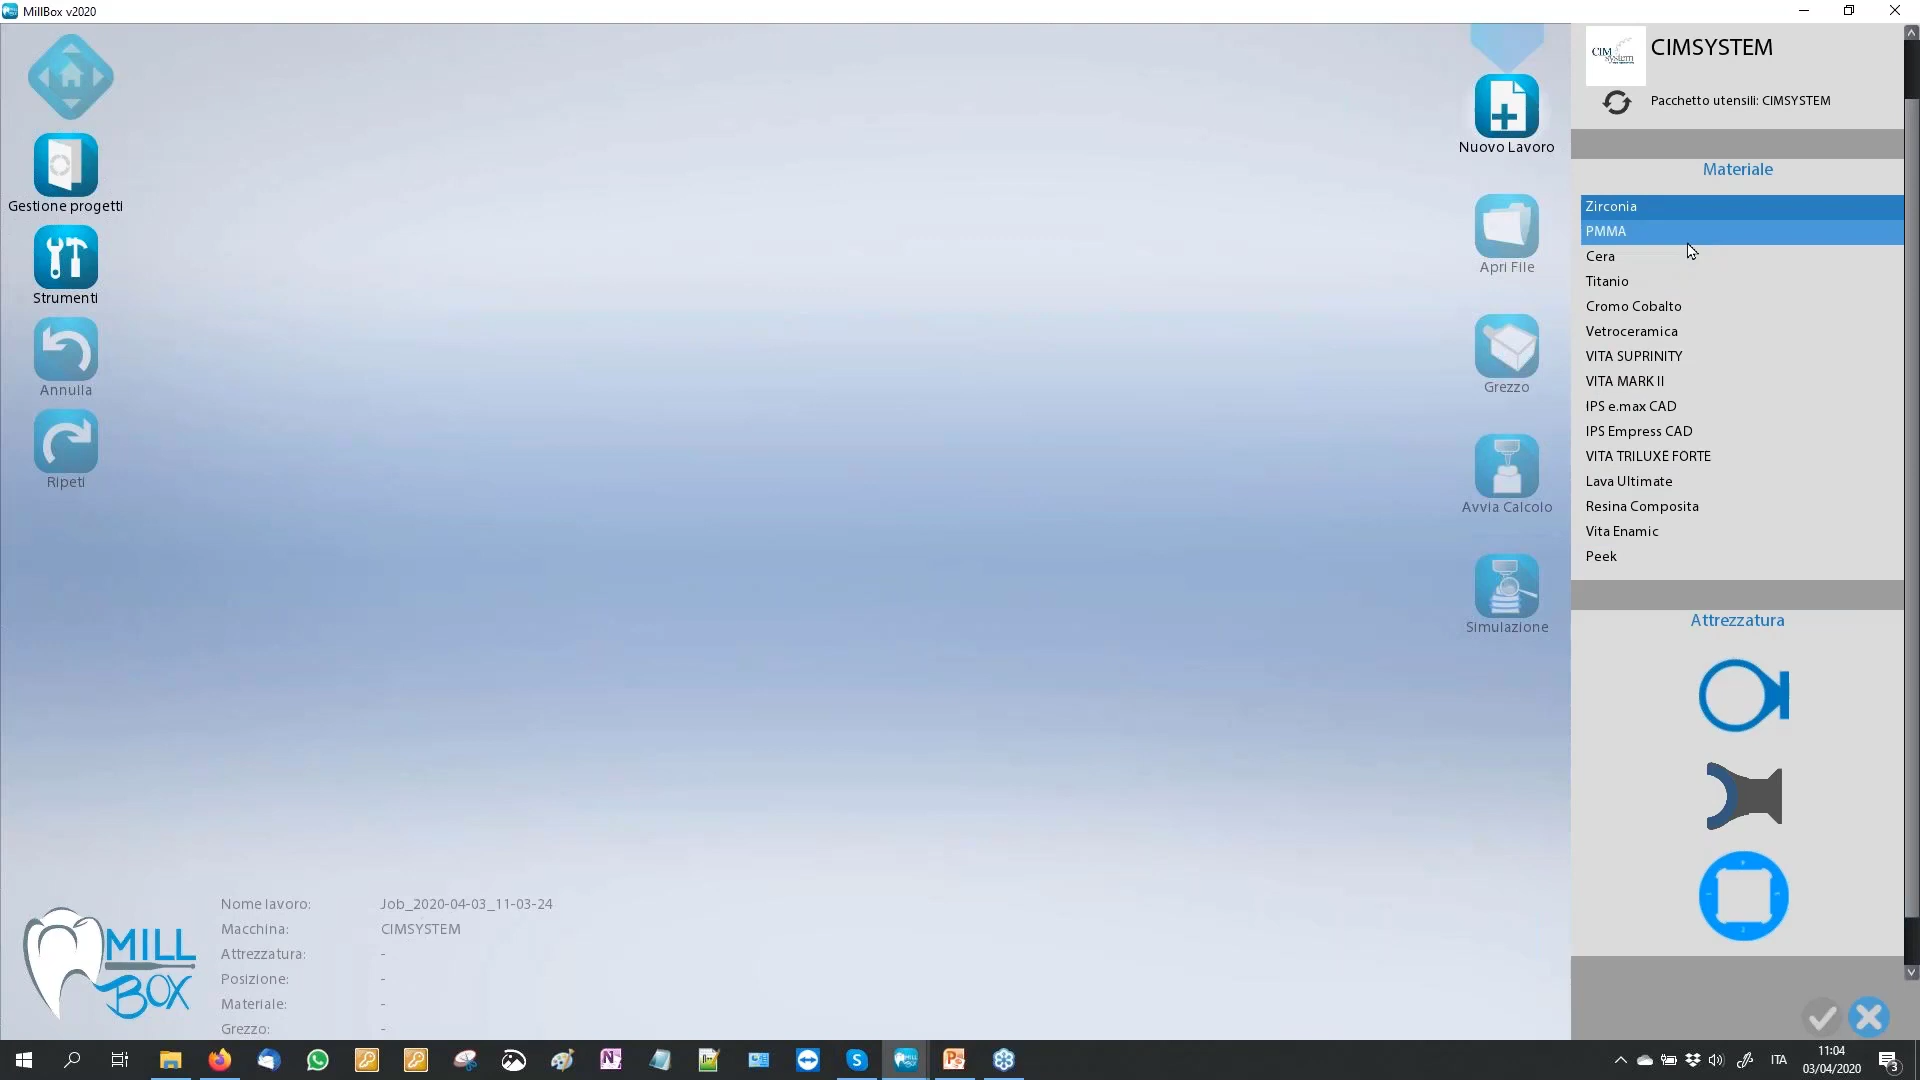 MillBox v2020
Gestione progetti
Strumenti
Annulla
Ripeti
Nuovo Lavoro
Apri File
Grezzo
Avvia Calcolo
Simulazione
CIM
system
CIMSYSTEM
Pacchetto utensili: CIMSYSTEM
Materiale
Zirconia
PMMA
Cera
Titanio
Cromo Cobalto
Vetroceramica
VITA SUPRINITY
VITA MARK II
IPS e.max CAD
IPS Empress CAD
VITA TRILUXE FORTE
Lava Ultimate
Resina Composita
Vita Enamic
Peek
Attrezzatura
MILL
BOX
Nome lavoro: Job_2020-04-03_11-03-24
Macchina: CIMSYSTEM
Attrezzatura: -
Posizione: -
Materiale: -
Grezzo: -
ITA
11:04
03/04/2020
3